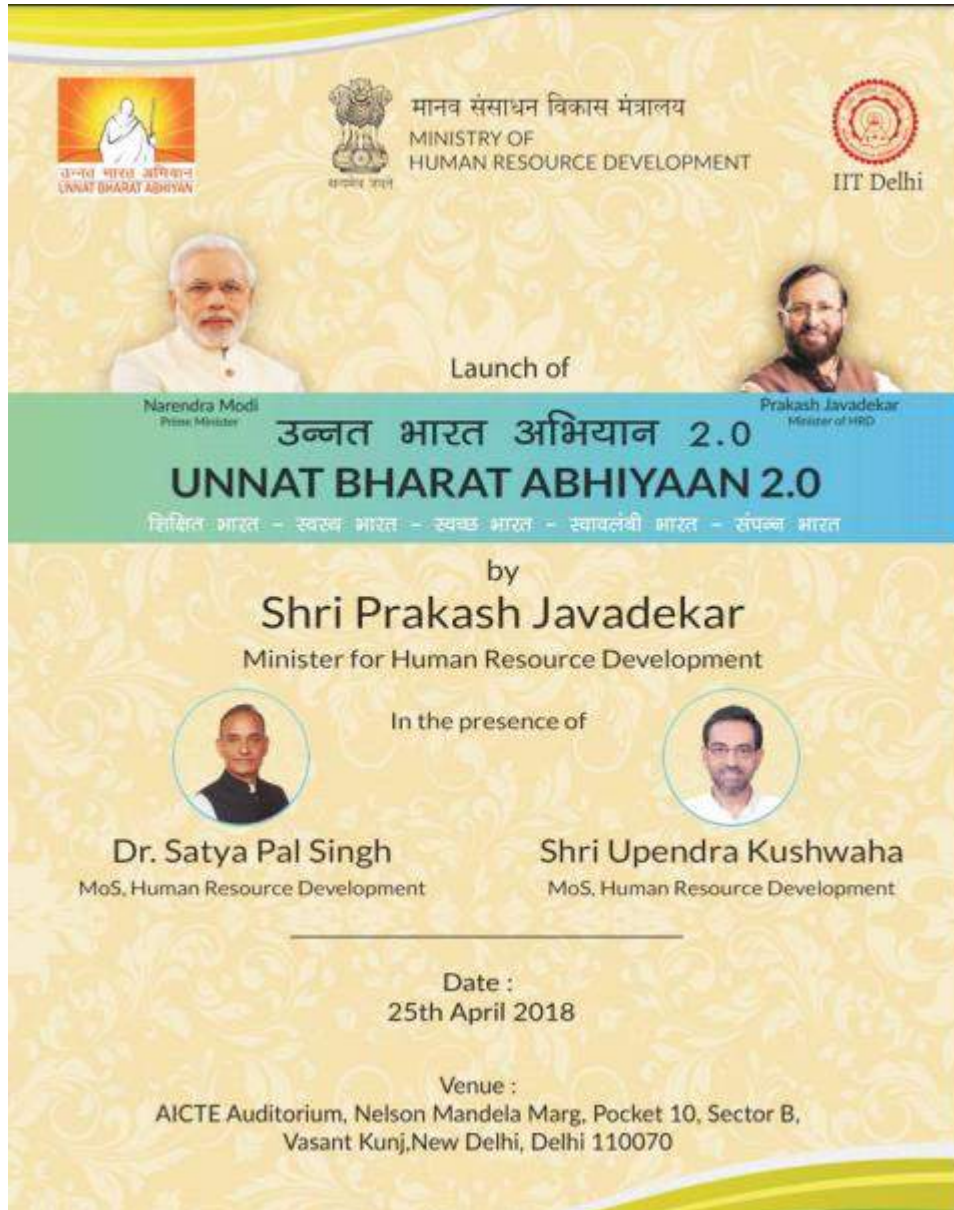 उन्नत भारत अभियान
UNNAT BHARAT ABHIYAN
सत्यमेव जयते
मानव संसाधन विकास मंत्रालय
MINISTRY OF
HUMAN RESOURCE DEVELOPMENT
IIT Delhi
Launch of
Narendra Modi
Prime Minister
Prakash Javadekar
Minister of HRD
उन्नत भारत अभियान 2.0
UNNAT BHARAT ABHIYAAN 2.0
शिक्षित भारत - स्वस्थ भारत - स्वच्छ भारत - स्वावलंबी भारत - संपन्न भारत
by
Shri Prakash Javadekar
Minister for Human Resource Development
In the presence of
Dr. Satya Pal Singh
MoS, Human Resource Development
Shri Upendra Kushwaha
MoS, Human Resource Development
Date :
25th April 2018
Venue :
AICTE Auditorium, Nelson Mandela Marg, Pocket 10, Sector B,
Vasant Kunj,New Delhi, Delhi 110070